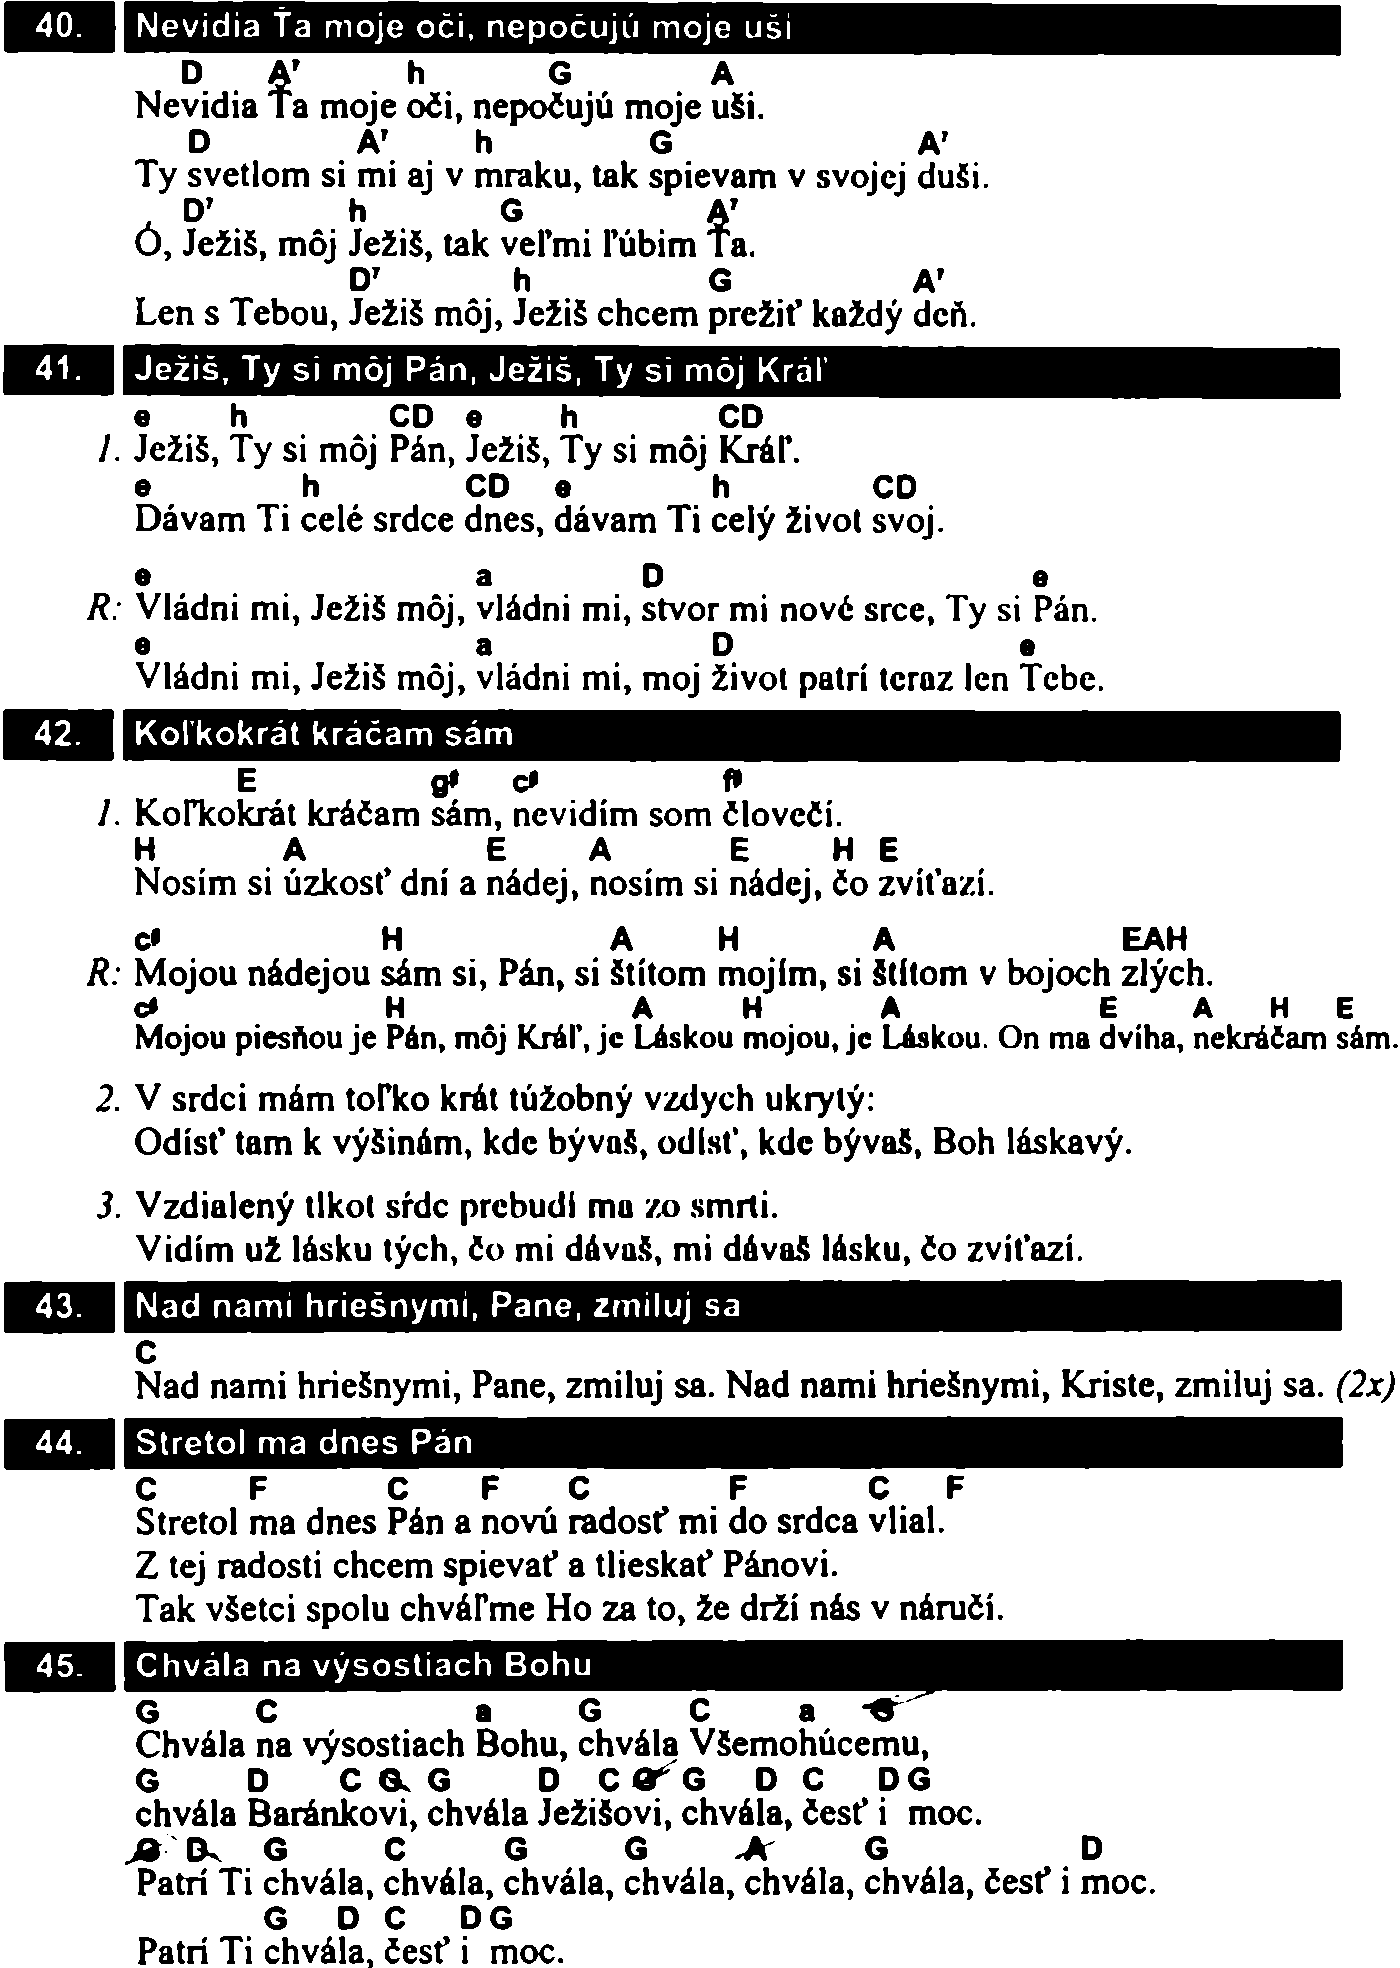 40. Nevidia Ťa moje oči, nepočujú moje uši
D A7 h G A
Nevidia Ťa moje oči, nepočujú moje uši.
D A7 h G A7
Ty svetlom si mi aj v mraku, tak spievam v svojej duši.
D7 h G A7
Ó, Ježiš, môj Ježiš, tak veľmi ľúbim Ťa.
D7 h G A7
Len s Tebou, Ježiš môj, Ježiš chcem prežiť každý deň.
41. Ježiš, Ty si môj Pán, Ježiš, Ty si môj Kráľ
e h CD e h CD
1. Ježiš, Ty si môj Pán, Ježiš, Ty si môj Kráľ.
e h CD e h CD
Dávam Ti celé srdce dnes, dávam Ti celý život svoj.
e a D e
R: Vládni mi, Ježiš môj, vládni mi, stvor mi nové srce, Ty si Pán.
e a D e
Vládni mi, Ježiš môj, vládni mi, moj život patrí teraz len Tebe.
42. Koľkokrát kráčam sám
E g# c# f#
1. Koľkokrát kráčam sám, nevidím som človečí.
H A E A E H E
Nosím si úzkosť dní a nádej, nosím si nádej, čo zvíťazí.
c# H A H A EAH
R: Mojou nádejou sám si, Pán, si štítom mojím, si štítom v bojoch zlých.
c# H A H A E A H E
Mojou piesňou je Pán, môj Kráľ, je Láskou mojou, je Láskou. On ma dvíha, nekráčam sám.
2. V srdci mám toľko krát túžobný vzdych ukrytý:
Odísť tam k výšinám, kde bývaš, odísť, kde bývaš, Boh láskavý.
3. Vzdialený tlkot sŕdc prebudí ma zo smrti.
Vidím už lásku tých, čo mi dávaš, mi dávaš lásku, čo zvíťazí.
43. Nad nami hriešnymi, Pane, zmiluj sa
C
Nad nami hriešnymi, Pane, zmiluj sa. Nad nami hriešnymi, Kriste, zmiluj sa. (2x)
44. Stretol ma dnes Pán
C F C F C F C F
Stretol ma dnes Pán a novú radosť mi do srdca vlial.
Z tej radosti chcem spievať a tlieskať Pánovi.
Tak všetci spolu chváľme Ho za to, že drží nás v náručí.
45. Chvála na výsostiach Bohu
G C a G C a G
Chvála na výsostiach Bohu, chvála Všemohúcemu,
G D C G G D C G G D C DG
chvála Baránkovi, chvála Ježišovi, chvála, česť i moc.
D G C G G A G D
Patrí Ti chvála, chvála, chvála, chvála, chvála, chvála, česť i moc.
G D C DG
Patrí Ti chvála, česť i moc.